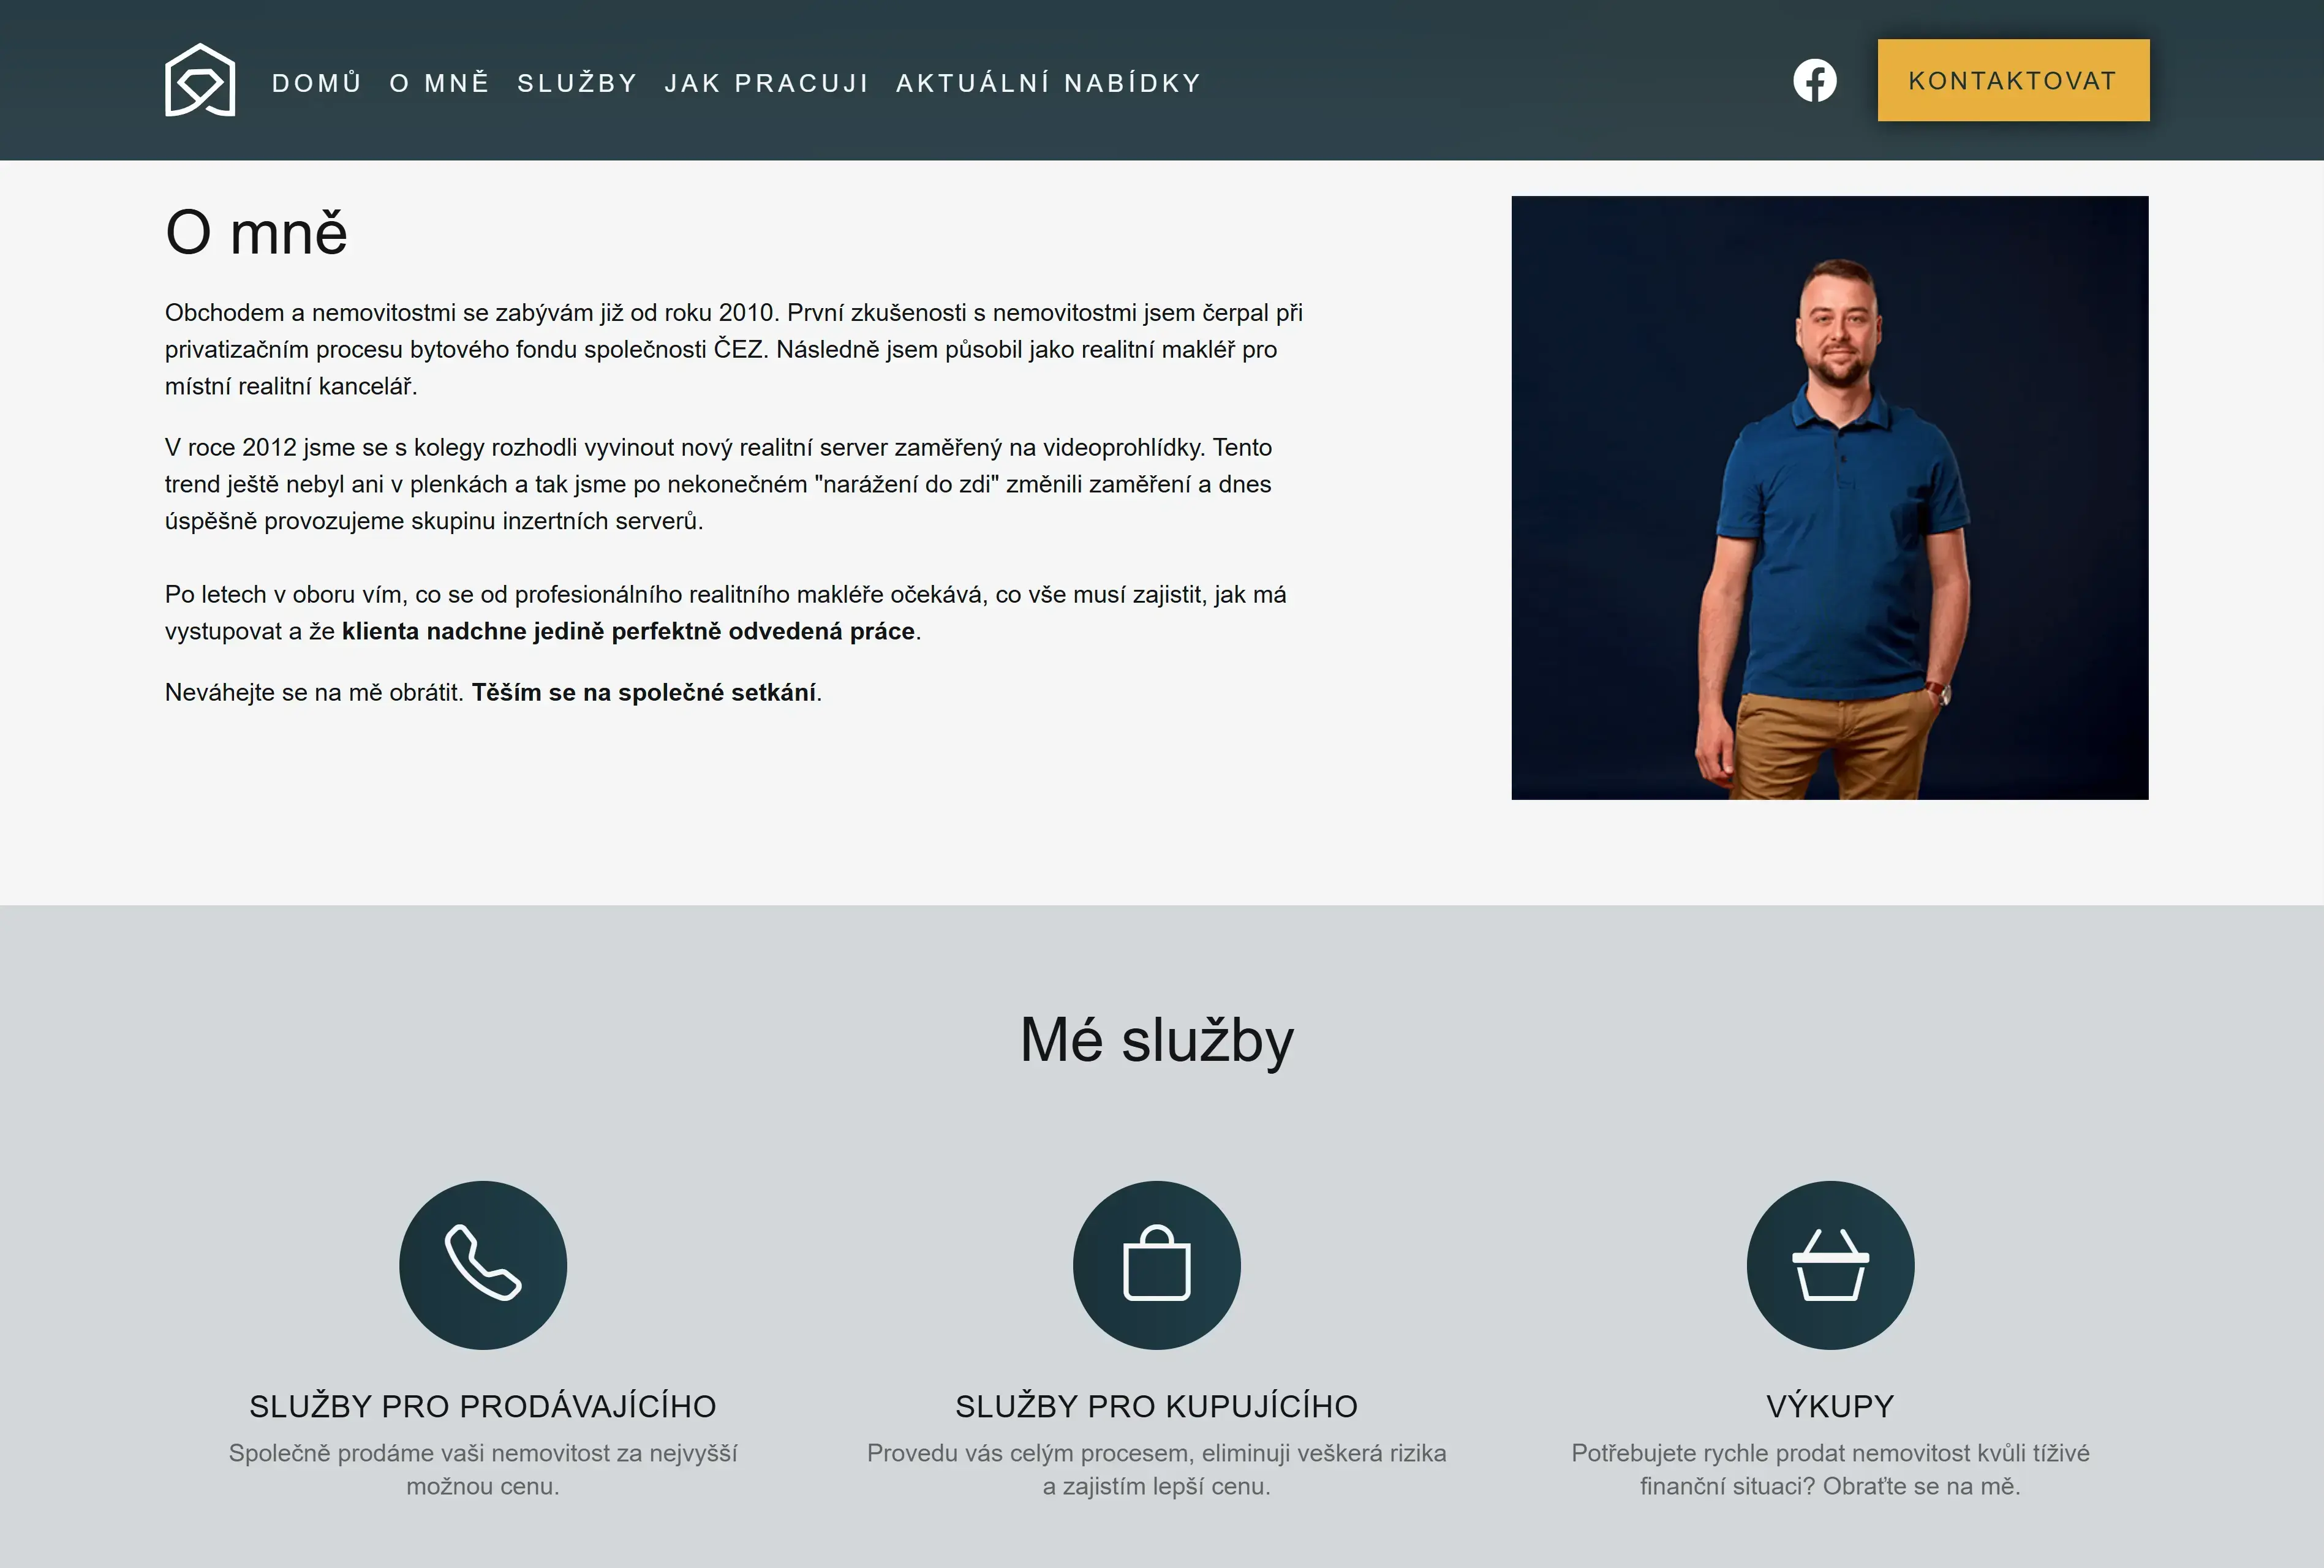 DOMŮ O MNĚ SLUŽBY JAK PRACUJI AKTUÁLNÍ NABÍDKY KONTAKTOVAT
O mně
Obchodem a nemovitostmi se zabývám již od roku 2010. První zkušenosti s nemovitostmi jsem čerpal při
privatizačním procesu bytového fondu společnosti ČEZ. Následně jsem působil jako realitní makléř pro
místní realitní kancelář.
V roce 2012 jsme se s kolegy rozhodli vyvinout nový realitní server zaměřený na videoprohlídky. Tento
trend ještě nebyl ani v plenkách a tak jsme po nekonečném "narážení do zdi" změnili zaměření a dnes
úspěšně provozujeme skupinu inzertních serverů.
Po letech v oboru vím, co se od profesionálního realitního makléře očekává, co vše musí zajistit, jak má
vystupovat a že klienta nadchne jedině perfektně odvedená práce.
Neváhejte se na mě obrátit. Těším se na společné setkání.
Mé služby
SLUŽBY PRO PRODÁVAJÍCÍHO
Společně prodáme vaši nemovitost za nejvyšší
možnou cenu.
SLUŽBY PRO KUPUJÍCÍHO
Provedu vás celým procesem, eliminuji veškerá rizika
a zajistím lepší cenu.
VÝKUPY
Potřebujete rychle prodat nemovitost kvůli tíživé
finanční situaci? Obraťte se na mě.